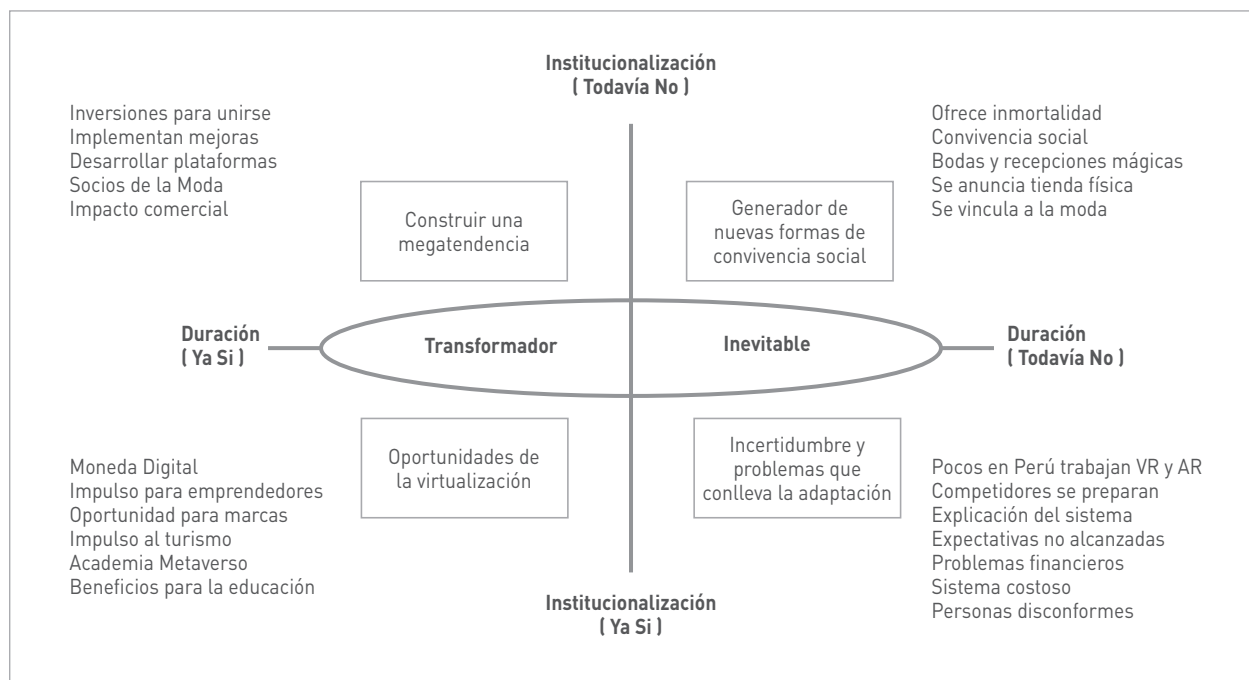 Institucionalización
( Todavía No )
Inversiones para unirse
Implementan mejoras
Desarrollar plataformas
Socios de la Moda
Impacto comercial
Ofrece inmortalidad
Convivencia social
Bodas y recepciones mágicas
Se anuncia tienda física
Se vincula a la moda
Construir una
megatendencia
Generador de
nuevas formas de
convivencia social
Duración
( Ya Si )
Transformador
Inevitable
Duración
( Todavía No )
Oportunidades de
la virtualización
Incertidumbre y
problemas que
conlleva la adaptación
Moneda Digital
Impulso para emprendedores
Oportunidad para marcas
Impulso al turismo
Academia Metaverso
Beneficios para la educación
Pocos en Perú trabajan VR y AR
Competidores se preparan
Explicación del sistema
Expectativas no alcanzadas
Problemas financieros
Sistema costoso
Personas disconformes
Institucionalización
( Ya Si )